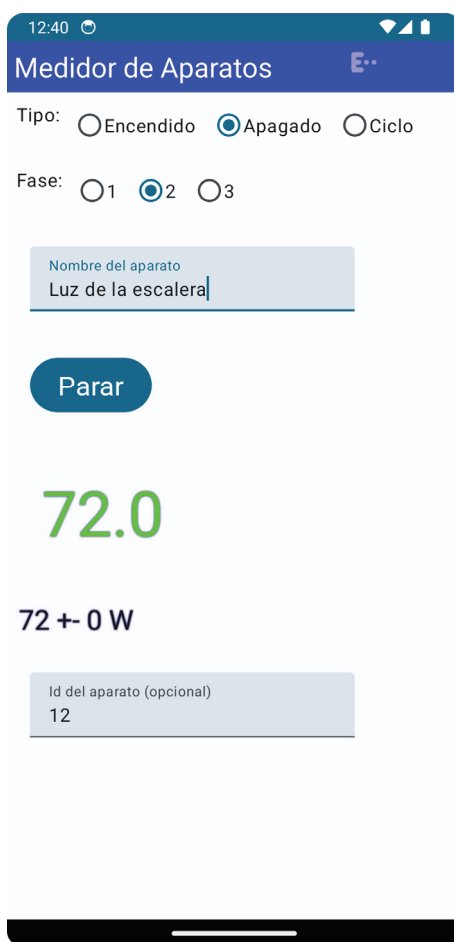 12:40
Medidor de Aparatos E
Tipo: Encendido Apagado Ciclo
Fase: 1 2 3
Nombre del aparato
Luz de la escalera
Parar
72.0
72 +- 0 W
Id del aparato (opcional)
12